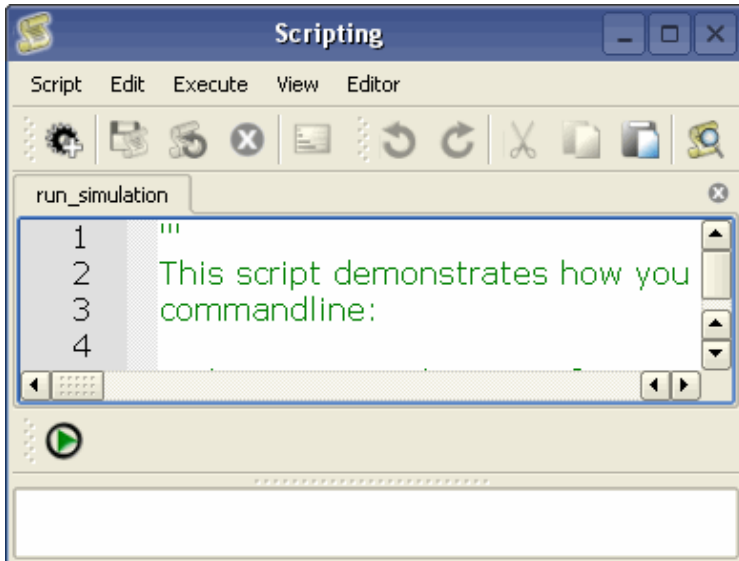 Scripting
Script Edit Execute View Editor
run_simulation
1 '''
2 This script demonstrates how you
3 commandline:
4